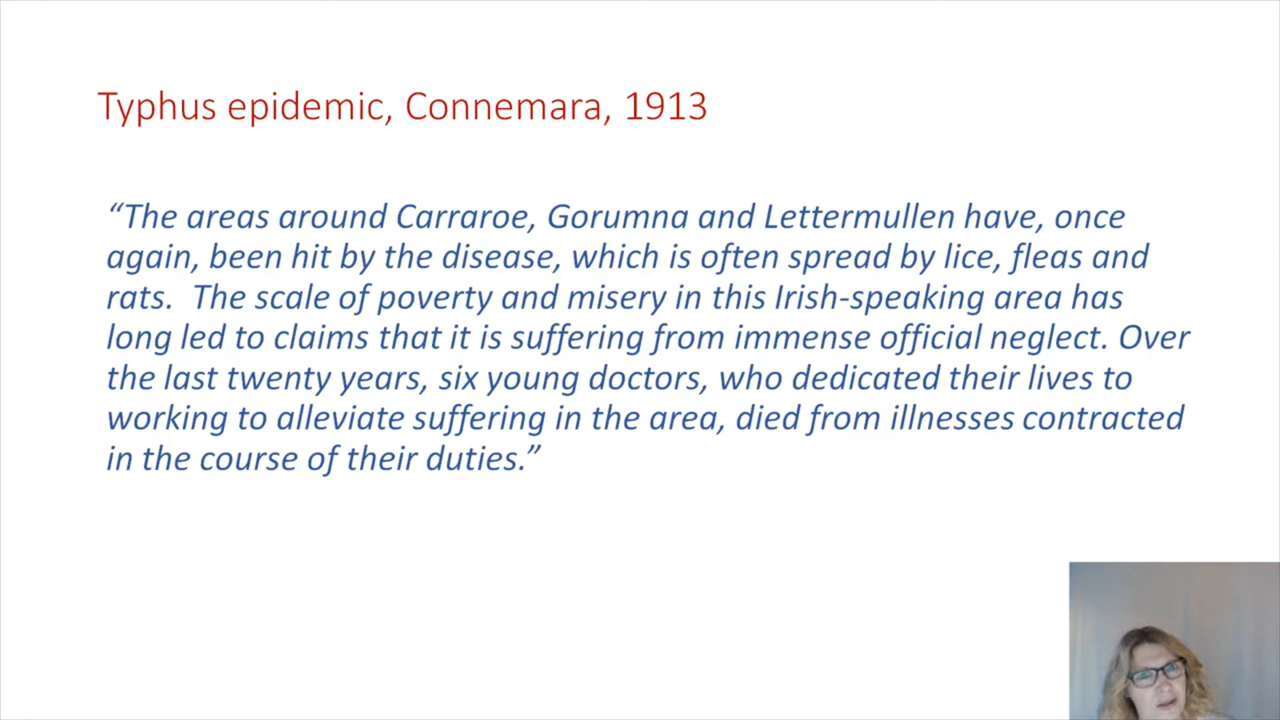 Typhus epidemic, Connemara, 1913
“The areas around Carraroe, Gorumna and Lettermullen have, once
again, been hit by the disease, which is often spread by lice, fleas and
rats.  The scale of poverty and misery in this Irish-speaking area has
long led to claims that it is suffering from immense official neglect. Over
the last twenty years, six young doctors, who dedicated their lives to
working to alleviate suffering in the area, died from illnesses contracted
in the course of their duties.”